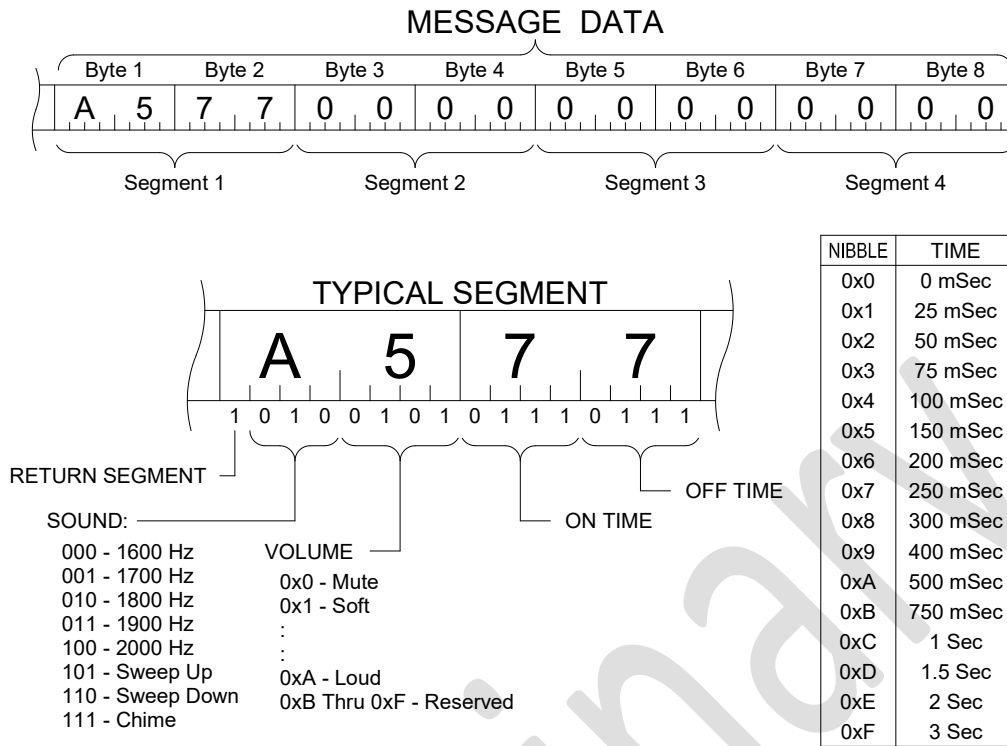 MESSAGE DATA
Byte 1 Byte 2 Byte 3 Byte 4 Byte 5 Byte 6 Byte 7 Byte 8
A 5 7 7 0 0 0 0 0 0 0 0 0 0 0 0
Segment 1 Segment 2 Segment 3 Segment 4
TYPICAL SEGMENT
A 5 7 7
1 0 1 0 0 1 0 1 0 1 1 1 0 1 1 1
RETURN SEGMENT
OFF TIME
SOUND:
ON TIME
000 - 1600 Hz
001 - 1700 Hz
010 - 1800 Hz
011 - 1900 Hz
100 - 2000 Hz
101 - Sweep Up
110 - Sweep Down
111 - Chime
VOLUME
0x0 - Mute
0x1 - Soft
:
:
0xA - Loud
0xB Thru 0xF - Reserved
NIBBLE TIME
0x0 0 mSec
0x1 25 mSec
0x2 50 mSec
0x3 75 mSec
0x4 100 mSec
0x5 150 mSec
0x6 200 mSec
0x7 250 mSec
0x8 300 mSec
0x9 400 mSec
0xA 500 mSec
0xB 750 mSec
0xC 1 Sec
0xD 1.5 Sec
0xE 2 Sec
0xF 3 Sec